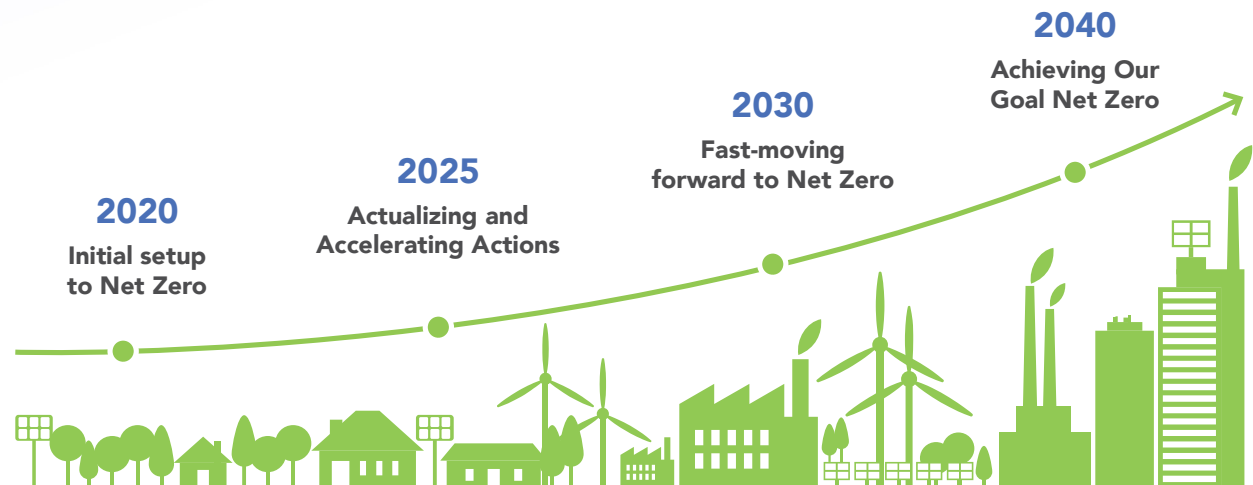 2020
Initial setup
to Net Zero
2025
Actualizing and
Accelerating Actions
2030
Fast-moving
forward to Net Zero
2040
Achieving Our
Goal Net Zero